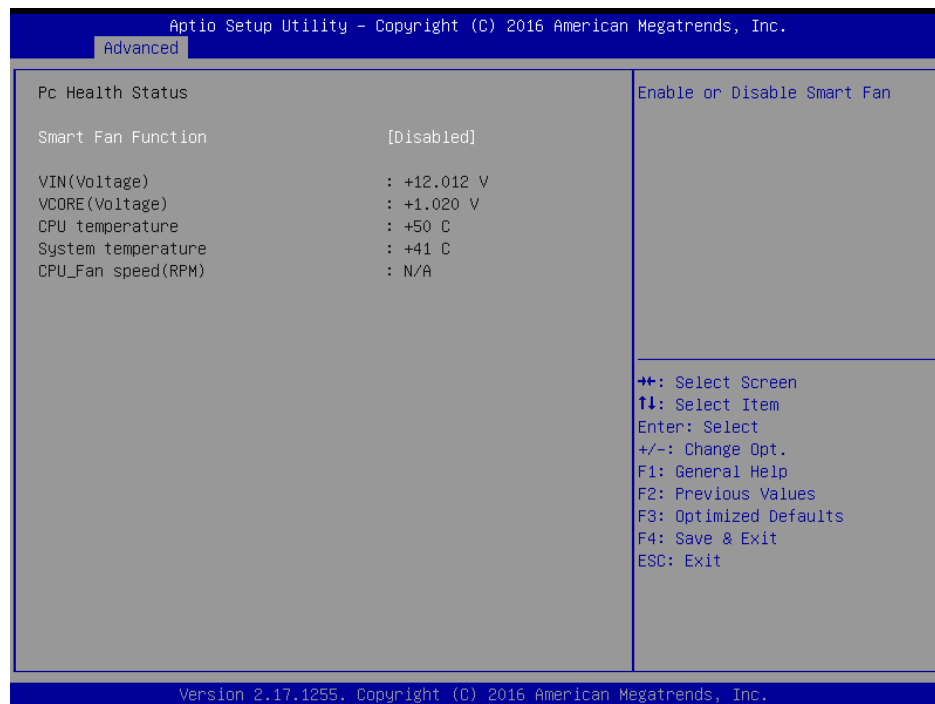 Aptio Setup Utility – Copyright (C) 2016 American Megatrends, Inc.
Advanced
Pc Health Status
Smart Fan Function [Disabled]
VIN(Voltage) : +12.012 V
VCORE(Voltage) : +1.020 V
CPU temperature : +50 C
System temperature : +41 C
CPU_Fan speed(RPM) : N/A
Enable or Disable Smart Fan
→←: Select Screen
↑↓: Select Item
Enter: Select
+/-: Change Opt.
F1: General Help
F2: Previous Values
F3: Optimized Defaults
F4: Save & Exit
ESC: Exit
Version 2.17.1255. Copyright (C) 2016 American Megatrends, Inc.